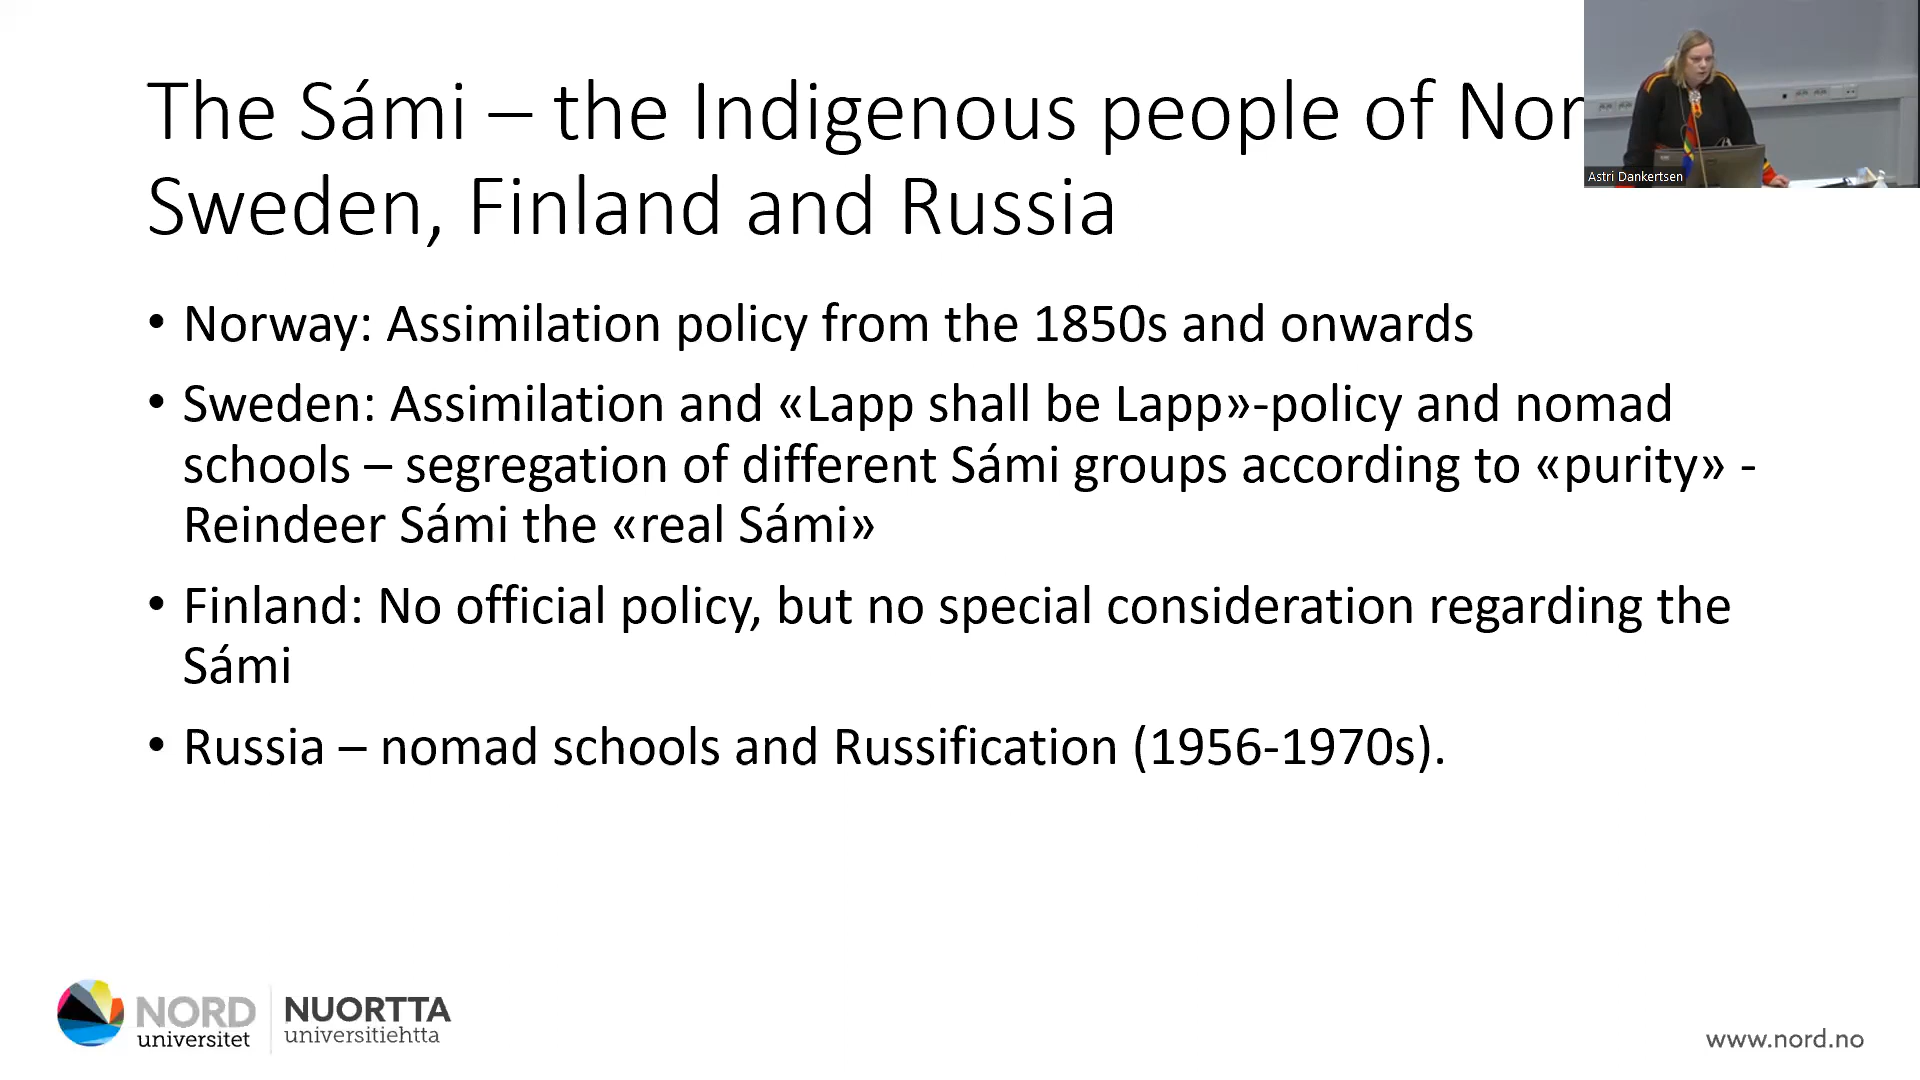 The Sámi – the Indigenous people of Nor
Sweden, Finland and Russia
• Norway: Assimilation policy from the 1850s and onwards
• Sweden: Assimilation and «Lapp shall be Lapp»-policy and nomad
schools – segregation of different Sámi groups according to «purity» -
Reindeer Sámi the «real Sámi»
• Finland: No official policy, but no special consideration regarding the
Sámi
• Russia – nomad schools and Russification (1956-1970s).
Astri Dankertsen
NORD
universitet
NUORTTA
universitiehtta
www.nord.no